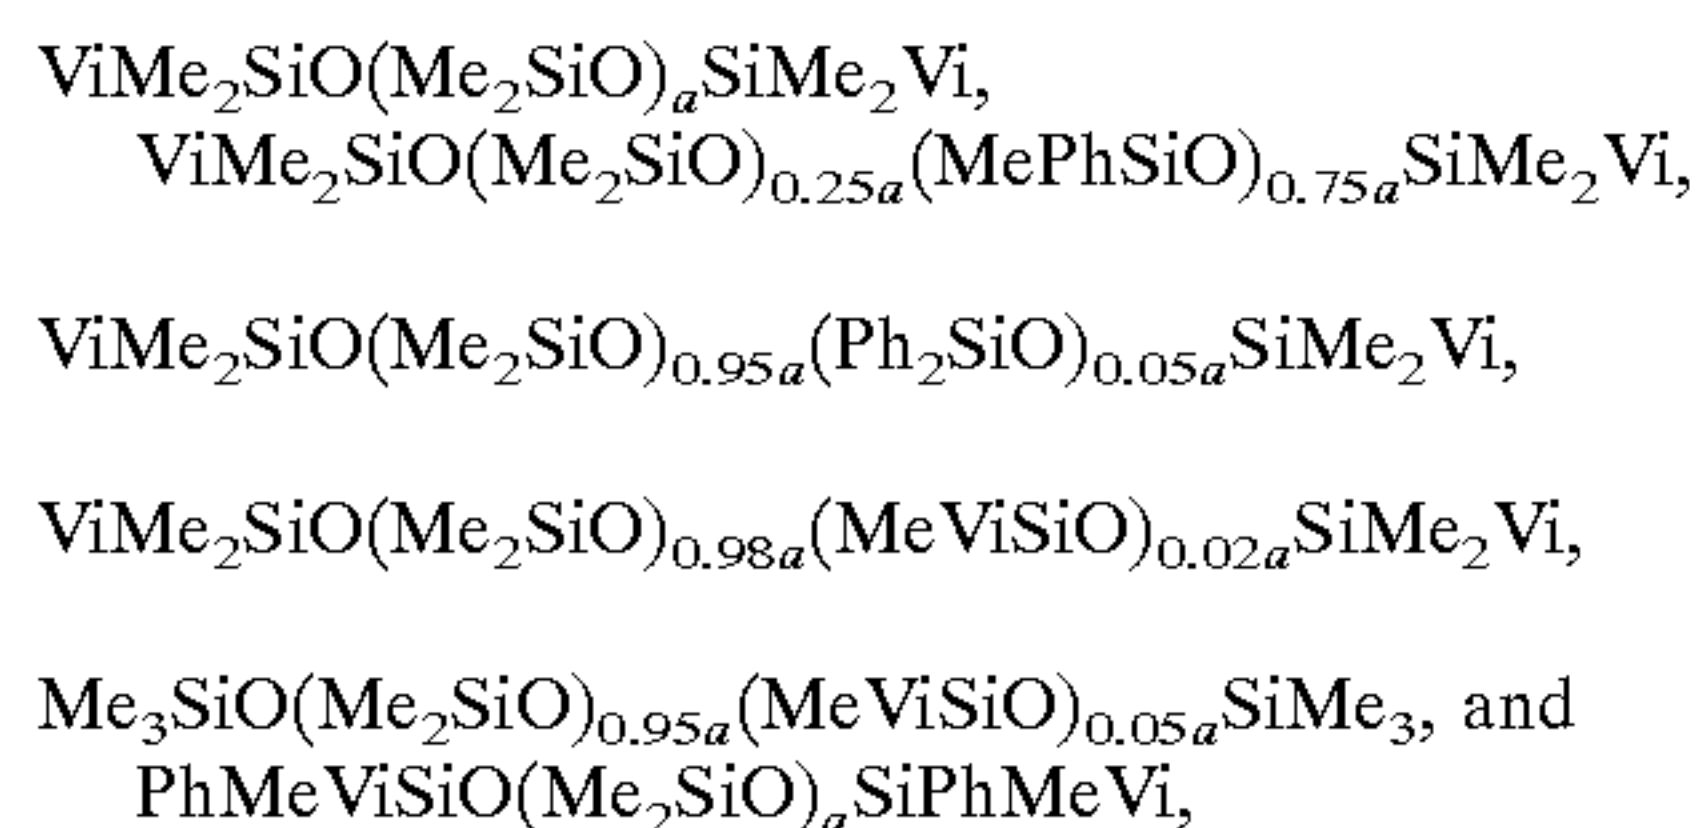 ViMe₂SiO(Me₂SiO)ₐSiMe₂Vi,
ViMe₂SiO(Me₂SiO)₀.₂₅ₐ(MePhSiO)₀.₇₅ₐSiMe₂Vi,
ViMe₂SiO(Me₂SiO)₀.₉₅ₐ(Ph₂SiO)₀.₀₅ₐSiMe₂Vi,
ViMe₂SiO(Me₂SiO)₀.₉₈ₐ(MeViSiO)₀.₀₂ₐSiMe₂Vi,
Me₃SiO(Me₂SiO)₀.₉₅ₐ(MeViSiO)₀.₀₅ₐSiMe₃, and
PhMeViSiO(Me₂SiO)ₐSiPhMeVi,